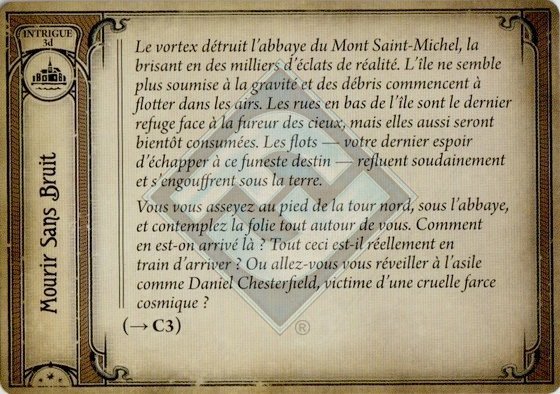 INTRIGUE
3d
Mourir Sans Bruit
Le vortex détruit l'abbaye du Mont Saint-Michel, la
brisant en des milliers d'éclats de réalité. L'île ne semble
plus soumise à la gravité et des débris commencent à
flotter dans les airs. Les rues en bas de l'île sont le dernier
refuge face à la fureur des cieux, mais elles aussi seront
bientôt consumées. Les flots — votre dernier espoir
d'échapper à ce funeste destin — refluent soudainement
et s'engouffrent sous la terre.
Vous vous asseyez au pied de la tour nord, sous l'abbaye,
et contemplez la folie tout autour de vous. Comment
en est-on arrivé là ? Tout ceci est-il réellement en
train d'arriver ? Ou allez-vous vous réveiller à l'asile
comme Daniel Chesterfield, victime d'une cruelle farce
cosmique ?
(→ C3)
®